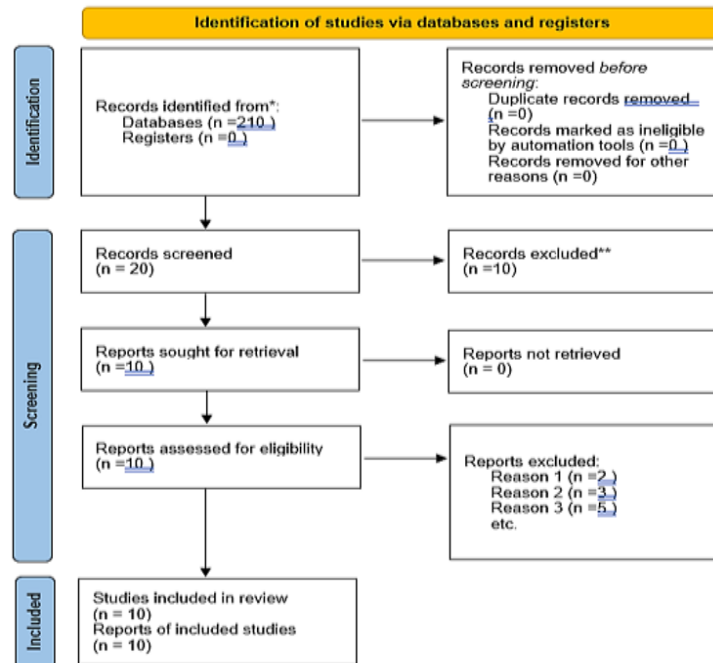 Identification of studies via databases and registers
Identification
Records identified from*:
Databases (n =210 )
Registers (n =0 )
Records removed before
screening:
Duplicate records removed
(n =0)
Records marked as ineligible
by automation tools (n =0 )
Records removed for other
reasons (n =0)
Screening
Records screened
(n = 20)
Records excluded**
(n =10)
Reports sought for retrieval
(n =10 )
Reports not retrieved
(n = 0)
Reports assessed for eligibility
(n =10 )
Reports excluded:
Reason 1 (n =2 )
Reason 2 (n =3 )
Reason 3 (n =5 )
etc.
Included
Studies included in review
(n = 10)
Reports of included studies
(n = 10)